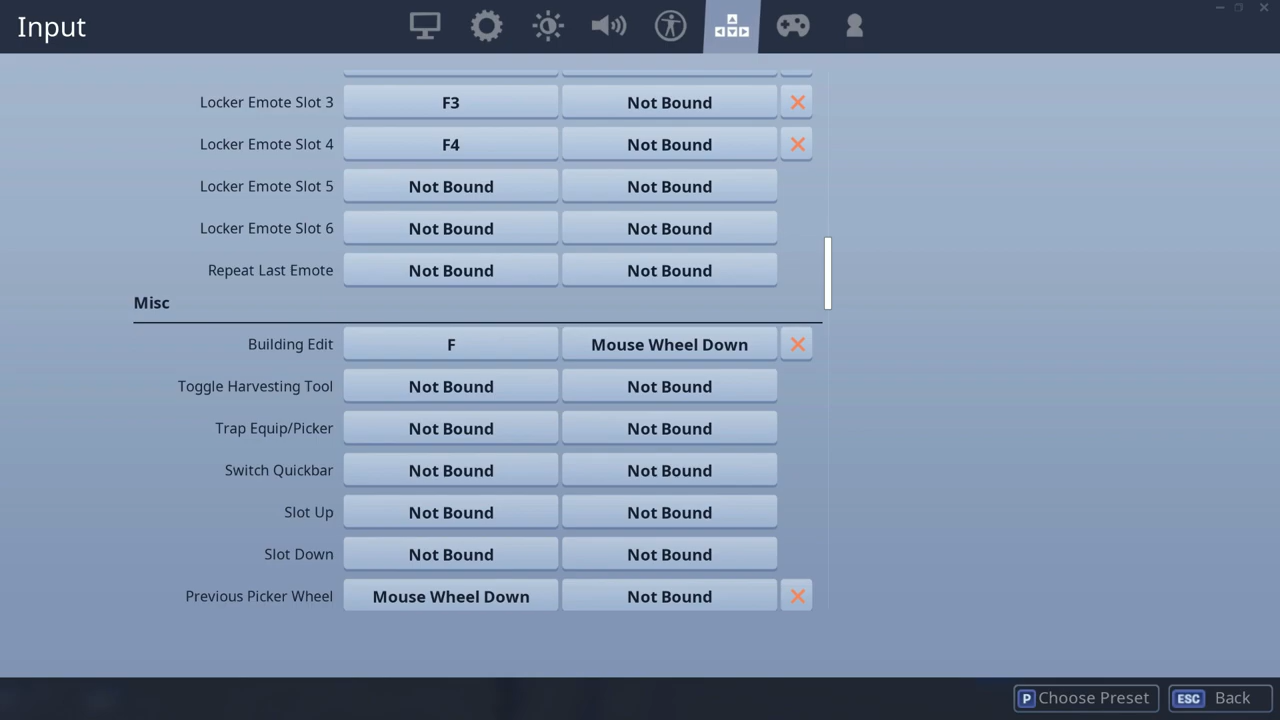 Input
Locker Emote Slot 3 F3 Not Bound
Locker Emote Slot 4 F4 Not Bound
Locker Emote Slot 5 Not Bound Not Bound
Locker Emote Slot 6 Not Bound Not Bound
Repeat Last Emote Not Bound Not Bound
Misc
Building Edit F Mouse Wheel Down
Toggle Harvesting Tool Not Bound Not Bound
Trap Equip/Picker Not Bound Not Bound
Switch Quickbar Not Bound Not Bound
Slot Up Not Bound Not Bound
Slot Down Not Bound Not Bound
Previous Picker Wheel Mouse Wheel Down Not Bound
P Choose Preset ESC Back